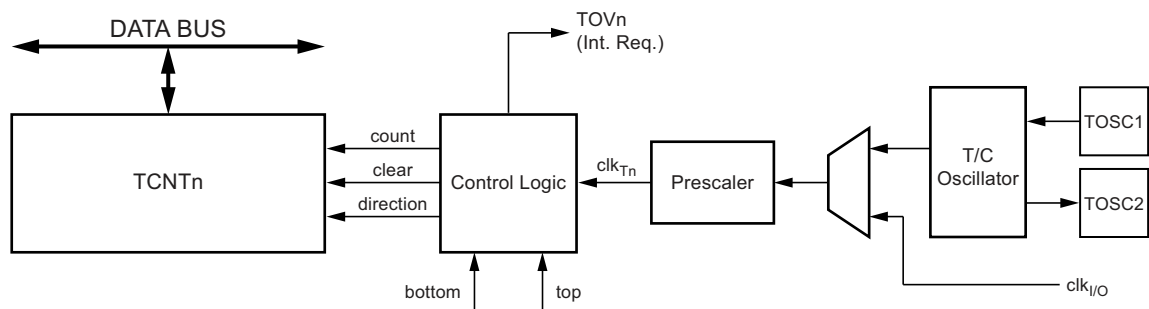 DATA BUS
TOVn
(Int. Req.)
TCNTn
count
clear
direction
Control Logic
clkTn
Prescaler
T/C
Oscillator
TOSC1
TOSC2
bottom
top
clkI/O